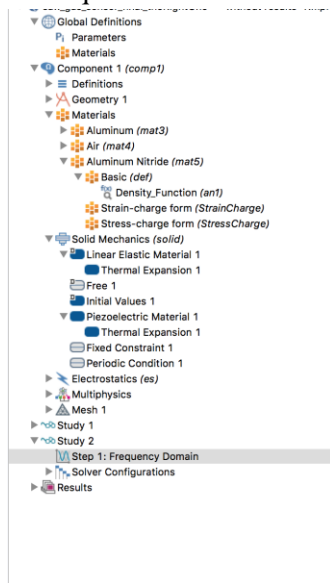 Global Definitions
Pi Parameters
Materials
Component 1 (comp1)
Definitions
Geometry 1
Materials
Aluminum (mat3)
Air (mat4)
Aluminum Nitride (mat5)
Basic (def)
Density_Function (an1)
Strain-charge form (StrainCharge)
Stress-charge form (StressCharge)
Solid Mechanics (solid)
Linear Elastic Material 1
Thermal Expansion 1
Free 1
Initial Values 1
Piezoelectric Material 1
Thermal Expansion 1
Fixed Constraint 1
Periodic Condition 1
Electrostatics (es)
Multiphysics
Mesh 1
Study 1
Study 2
Step 1: Frequency Domain
Solver Configurations
Results